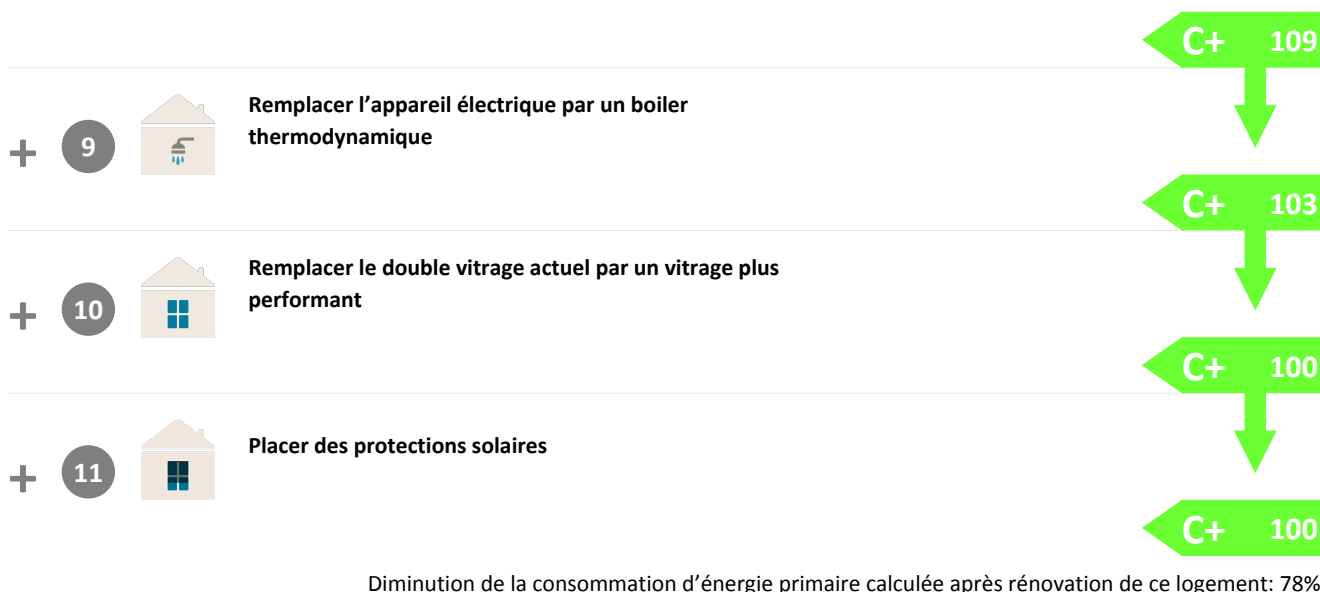 C+ 109
+ 9 Remplacer l’appareil électrique par un boiler
thermodynamique
C+ 103
+ 10 Remplacer le double vitrage actuel par un vitrage plus
performant
C+ 100
+ 11 Placer des protections solaires
C+ 100
Diminution de la consommation d’énergie primaire calculée après rénovation de ce logement: 78%